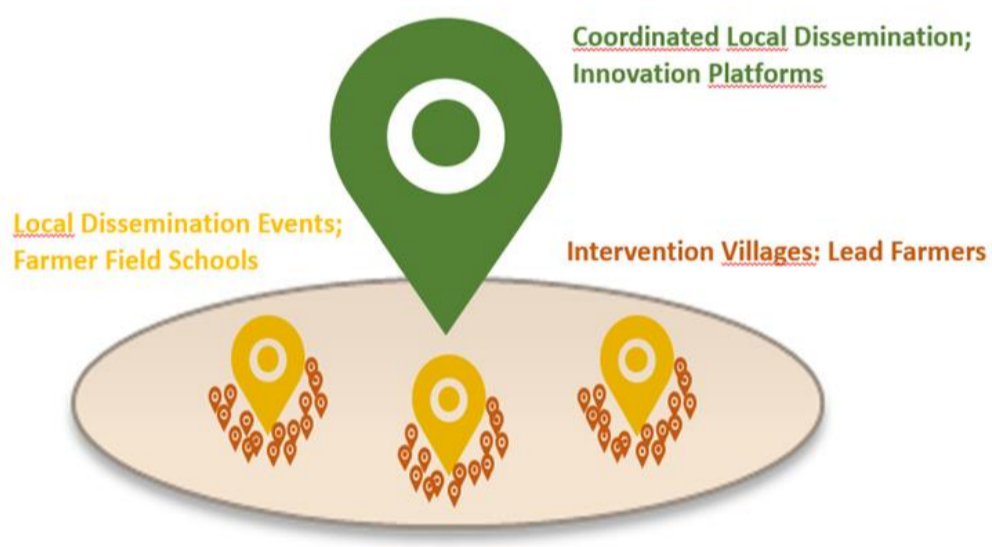 Coordinated Local Dissemination;
Innovation Platforms
Local Dissemination Events;
Farmer Field Schools
Intervention Villages: Lead Farmers